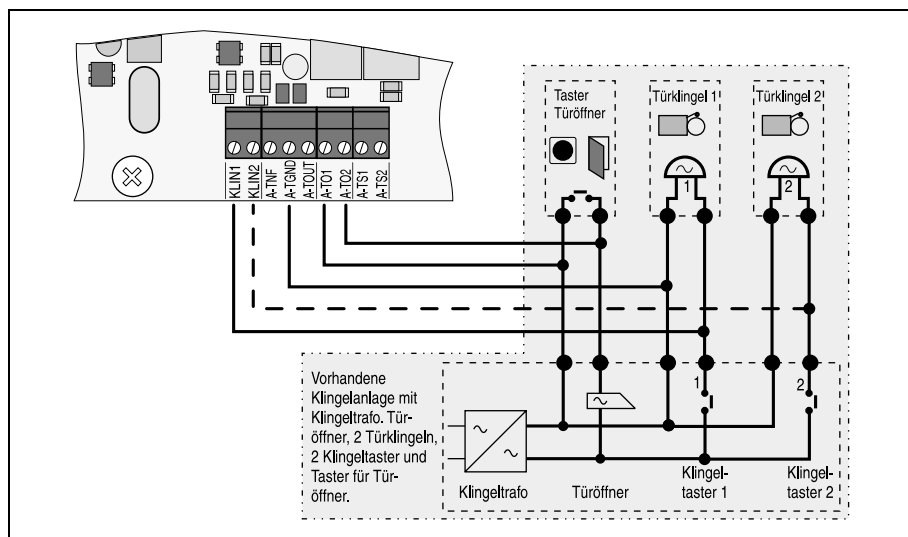 Taster
Türöffner
Türklingel 1
Türklingel 2
1
2
KLIN1
KLIN2
A-TNF
A-TGND
A-TOUT
A-TO1
A-TO2
A-TS1
A-TS2
Vorhandene
Klingelanlage mit
Klingeltrafo. Tür-
öffner, 2 Türklingeln,
2 Klingeltaster und
Taster für Tür-
öffner.
1
2
Klingeltrafo
Türöffner
Klingel-
taster 1
Klingel-
taster 2